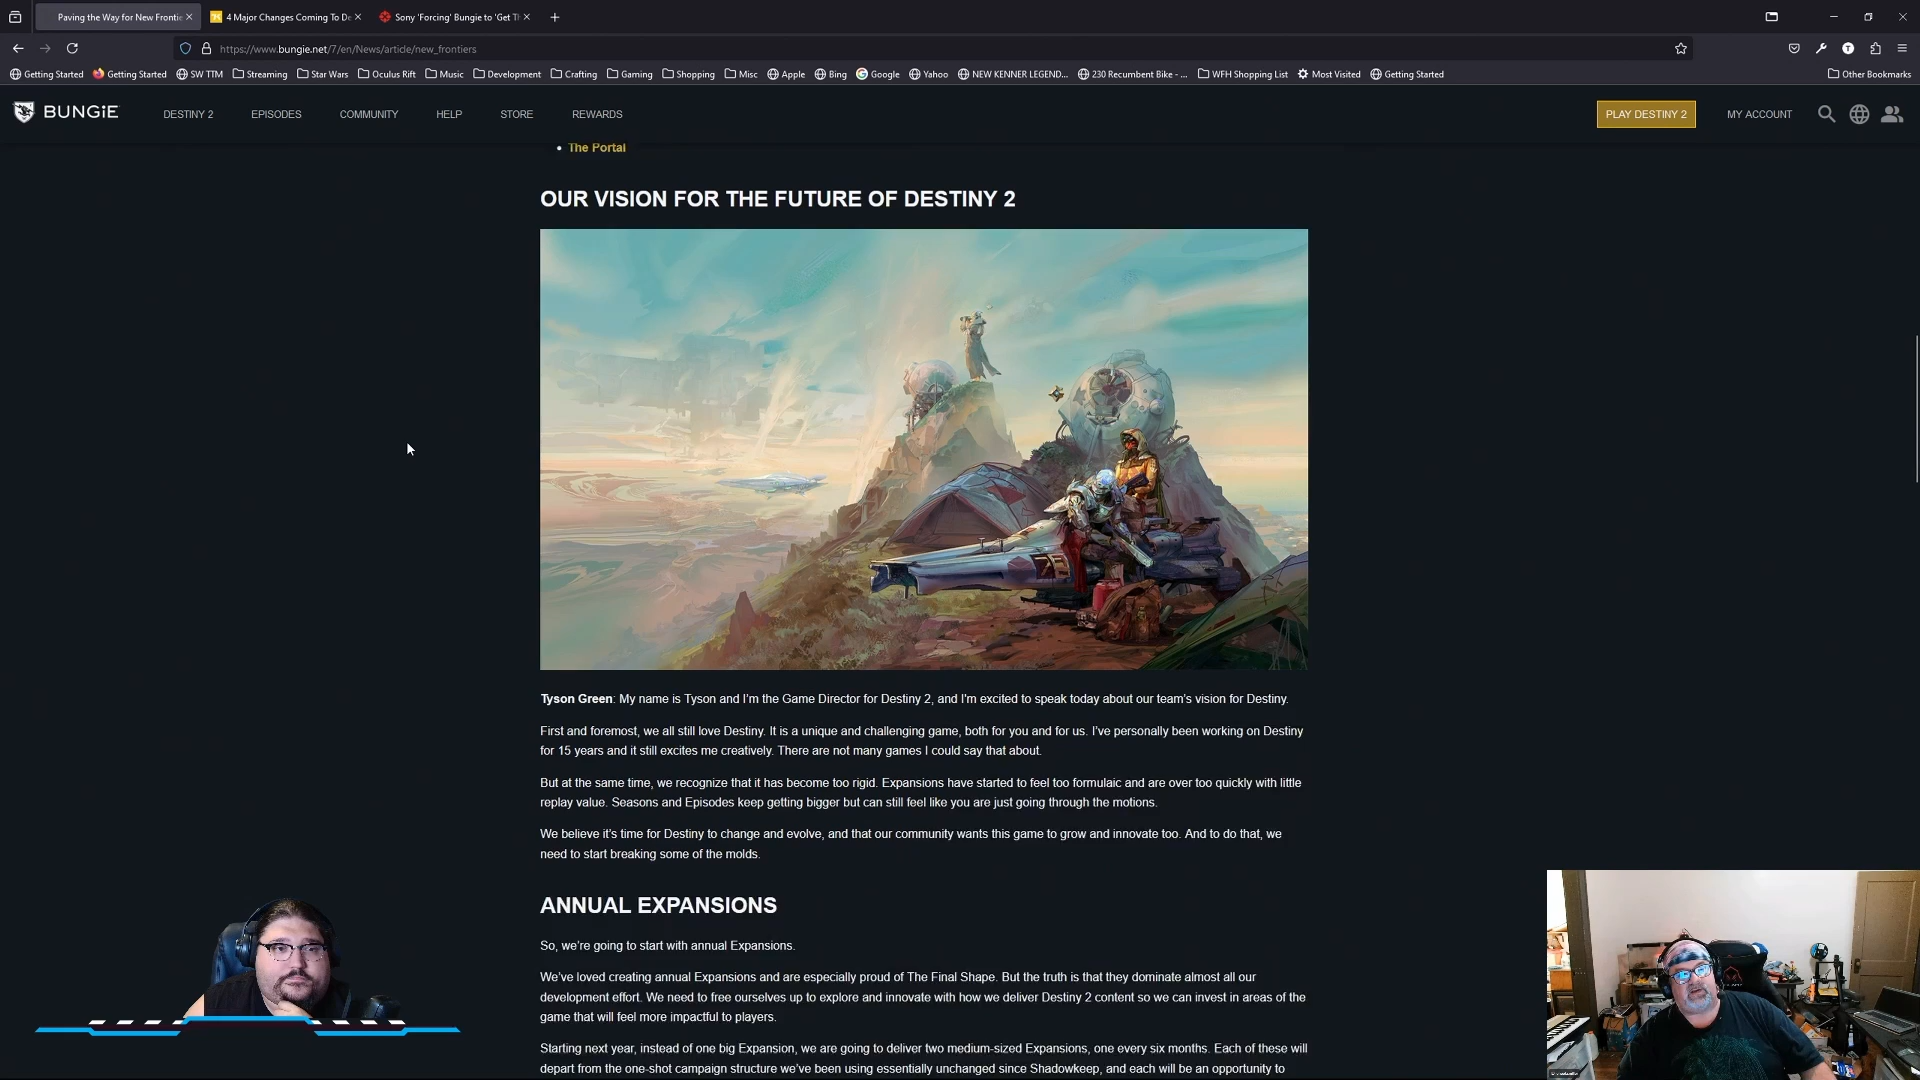 Paving the Way for New Frontie
4 Major Changes Coming To De
Sony 'Forcing' Bungie to 'Get Th
https://www.bungie.net/7/en/News/article/new_frontiers
Getting Started
Getting Started
SW TTM
Streaming
Star Wars
Oculus Rift
Music
Development
Crafting
Gaming
Shopping
Misc
Apple
Bing
Google
Yahoo
NEW KENNER LEGEND...
230 Recumbent Bike - ...
WFH Shopping List
Most Visited
Getting Started
Other Bookmarks
BUNGiE
DESTINY 2
EPISODES
COMMUNITY
HELP
STORE
REWARDS
PLAY DESTINY 2
MY ACCOUNT
• The Portal
OUR VISION FOR THE FUTURE OF DESTINY 2
Tyson Green: My name is Tyson and I'm the Game Director for Destiny 2, and I'm excited to speak today about our team's vision for Destiny.
First and foremost, we all still love Destiny. It is a unique and challenging game, both for you and for us. I've personally been working on Destiny
for 15 years and it still excites me creatively. There are not many games I could say that about.
But at the same time, we recognize that it has become too rigid. Expansions have started to feel too formulaic and are over too quickly with little
replay value. Seasons and Episodes keep getting bigger but can still feel like you are just going through the motions.
We believe it's time for Destiny to change and evolve, and that our community wants this game to grow and innovate too. And to do that, we
need to start breaking some of the molds.
ANNUAL EXPANSIONS
So, we're going to start with annual Expansions.
We've loved creating annual Expansions and are especially proud of The Final Shape. But the truth is that they dominate almost all our
development effort. We need to free ourselves up to explore and innovate with how we deliver Destiny 2 content so we can invest in areas of the
game that will feel more impactful to players.
Starting next year, instead of one big Expansion, we are going to deliver two medium-sized Expansions, one every six months. Each of these will
depart from the one-shot campaign structure we've been using essentially unchanged since Shadowkeep, and each will be an opportunity to